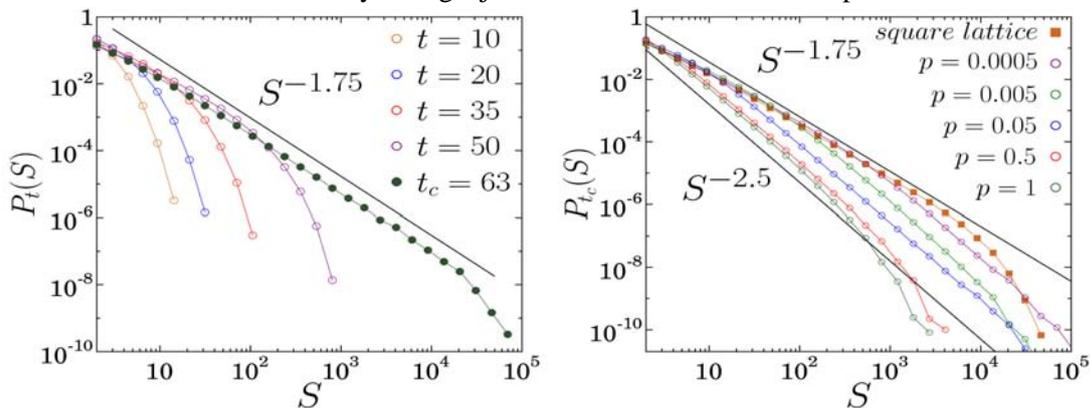 1
10^{-2}
10^{-4}
10^{-6}
10^{-8}
10^{-10}
P_t(S)
S^{-1.75}
t = 10
t = 20
t = 35
t = 50
t_c = 63
10 10^2 10^3 10^4 10^5
S
1
10^{-2}
10^{-4}
10^{-6}
10^{-8}
10^{-10}
P_{t_c}(S)
S^{-1.75}
S^{-2.5}
square lattice
p = 0.0005
p = 0.005
p = 0.05
p = 0.5
p = 1
10 10^2 10^3 10^4 10^5
S